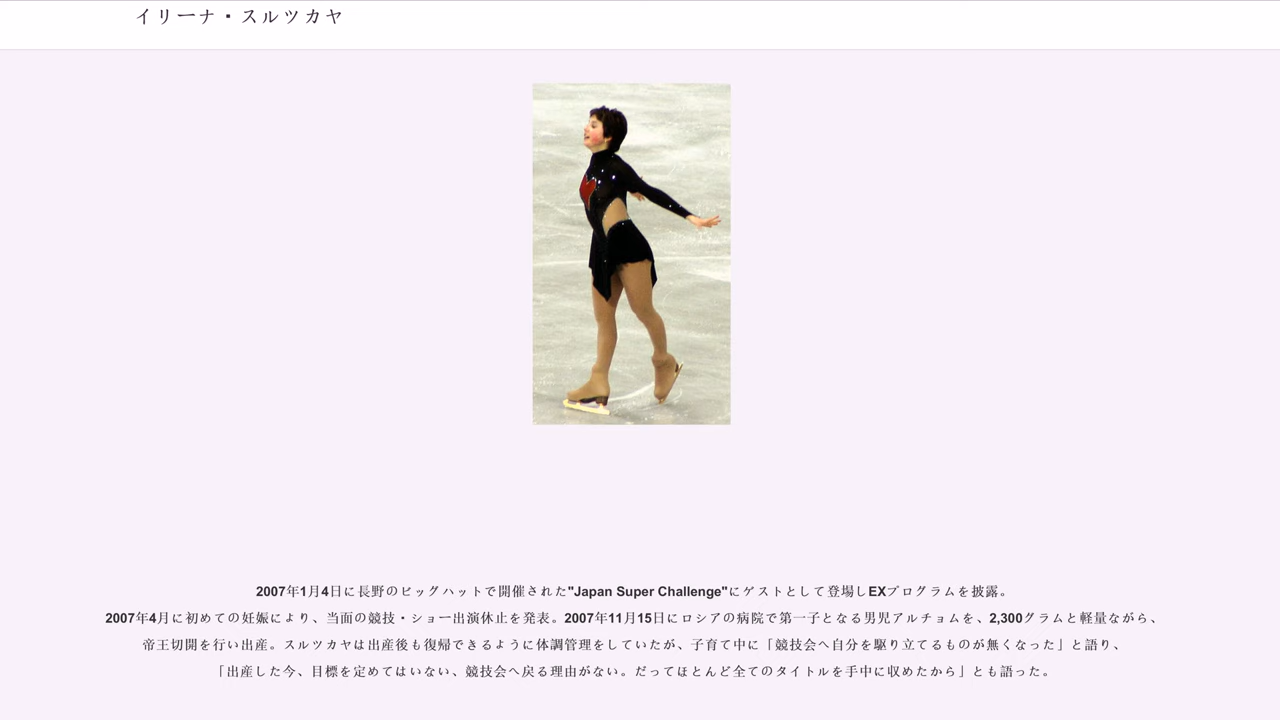 イリーナ・スルツカヤ
2007年1月4日に長野のビッグハットで開催された"Japan Super Challenge"にゲストとして登場しEXプログラムを披露。
2007年4月に初めての妊娠により、当面の競技・ショー出演休止を発表。2007年11月15日にロシアの病院で第一子となる男児アルチョムを、2,300グラムと軽量ながら、
帝王切開を行い出産。スルツカヤは出産後も復帰できるように体調管理をしていたが、子育て中に「競技会へ自分を駆り立てるものが無くなった」と語り、
「出産した今、目標を定めてはいない、競技会へ戻る理由がない。だってほとんど全てのタイトルを手中に収めたから」とも語った。